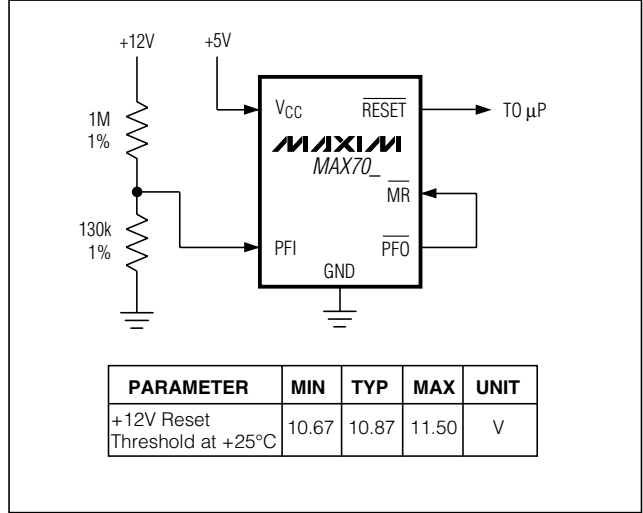 +12V
+5V
1M
1%
130k
1%
VCC
RESET
TO μP
MAXIM
MAX70_
MR
PFI
PFO
GND
PARAMETER MIN TYP MAX UNIT
+12V Reset
Threshold at +25°C 10.67 10.87 11.50 V